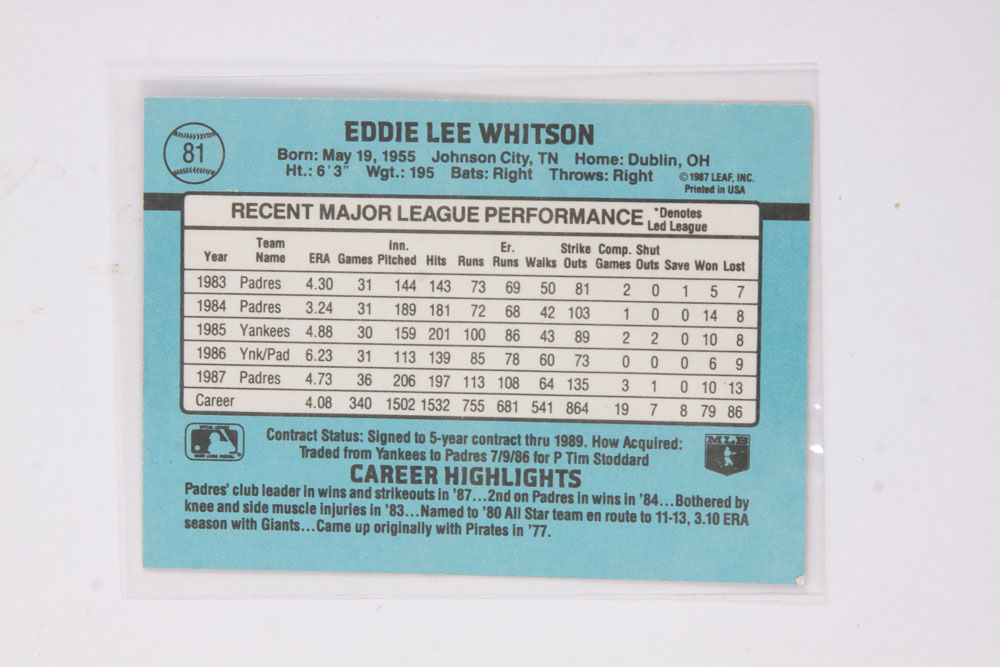 81
EDDIE LEE WHITSON
Born: May 19, 1955 Johnson City, TN Home: Dublin, OH
Ht.: 6'3" Wgt.: 195 Bats: Right Throws: Right
©1987 LEAF, INC.
Printed in USA
RECENT MAJOR LEAGUE PERFORMANCE *Denotes Led League
Year Team Name ERA Games Inn. Pitched Hits Runs Er. Runs Walks Strike Outs Comp. Games Shut Outs Save Won Lost
1983 Padres 4.30 31 144 143 73 69 50 81 2 0 1 5 7
1984 Padres 3.24 31 189 181 72 68 42 103 1 0 0 14 8
1985 Yankees 4.88 30 159 201 100 86 43 89 2 2 0 10 8
1986 Ynk/Pad 6.23 31 113 139 85 78 60 73 0 0 0 6 9
1987 Padres 4.73 36 206 197 113 108 64 135 3 1 0 10 13
Career 4.08 340 1502 1532 755 681 541 864 19 7 8 79 86
Contract Status: Signed to 5-year contract thru 1989. How Acquired:
Traded from Yankees to Padres 7/9/86 for P Tim Stoddard
MLB
CAREER HIGHLIGHTS
Padres' club leader in wins and strikeouts in '87...2nd on Padres in wins in '84...Bothered by
knee and side muscle injuries in '83...Named to '80 All Star team en route to 11-13, 3.10 ERA
season with Giants...Came up originally with Pirates in '77.